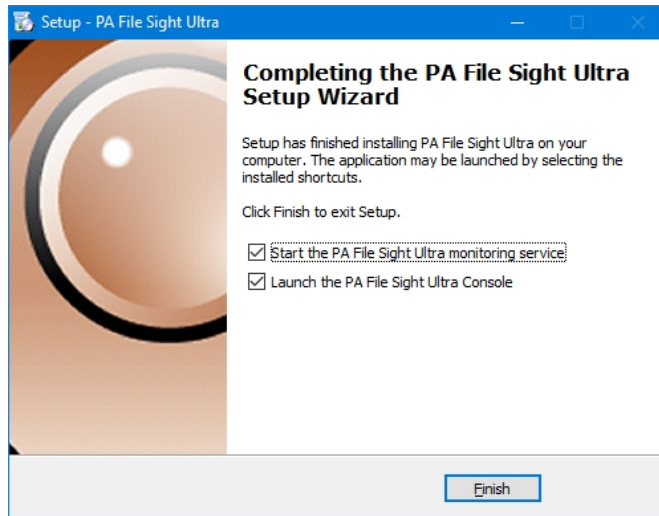 Setup - PA File Sight Ultra
Completing the PA File Sight Ultra
Setup Wizard
Setup has finished installing PA File Sight Ultra on your
computer. The application may be launched by selecting the
installed shortcuts.
Click Finish to exit Setup.
Start the PA File Sight Ultra monitoring service
Launch the PA File Sight Ultra Console
Finish